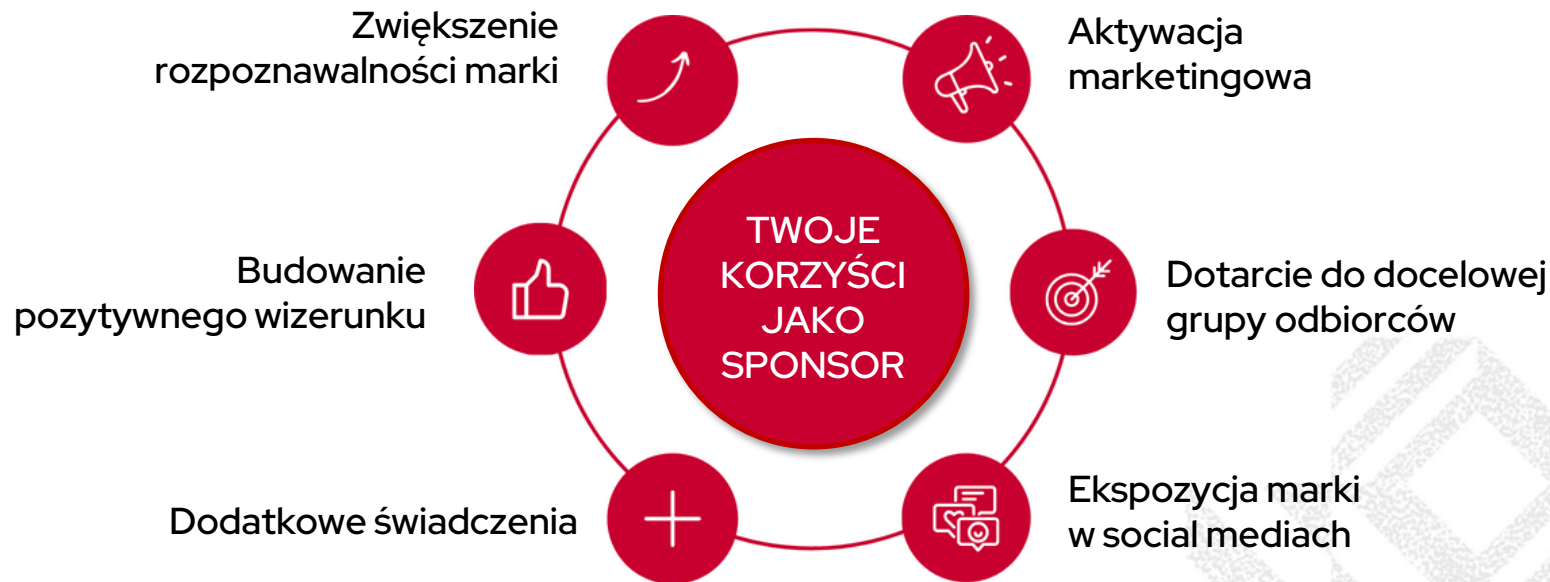 Zwiększenie
rozpoznawalności marki
Aktywacja
marketingowa
Budowanie
pozytywnego wizerunku
TWOJE
KORZYŚCI
JAKO
SPONSOR
Dotarcie do docelowej
grupy odbiorców
Dodatkowe świadczenia
Ekspozycja marki
w social mediach